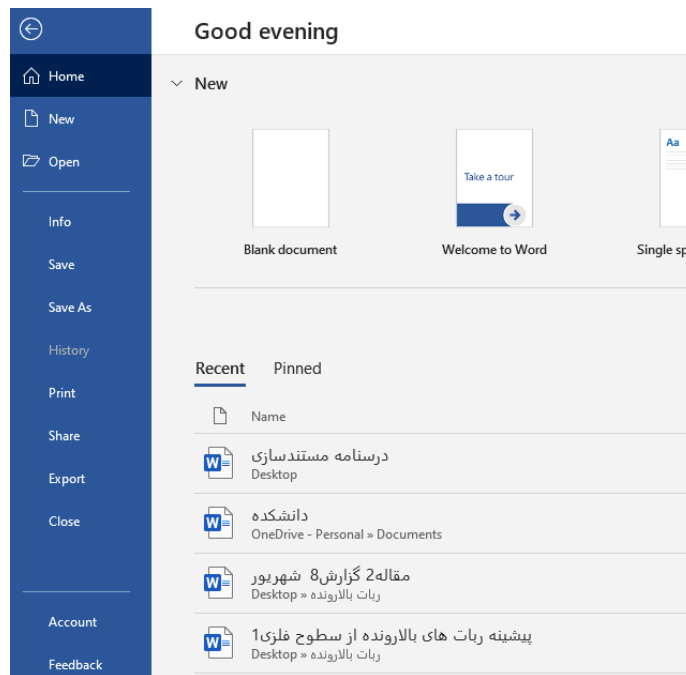 Good evening
Home
New
Open
Info
Save
Save As
History
Print
Share
Export
Close
Account
Feedback
New
Aa
Take a tour
Blank document
Welcome to Word
Single sp
Recent Pinned
Name
درسنامه مستندسازی
Desktop
دانشکده
OneDrive - Personal » Documents
مقاله2 گزارش8 شهریور
Desktop » ربات بالارونده
پیشینه ربات های بالارونده از سطوح فلزی1
Desktop » ربات بالارونده